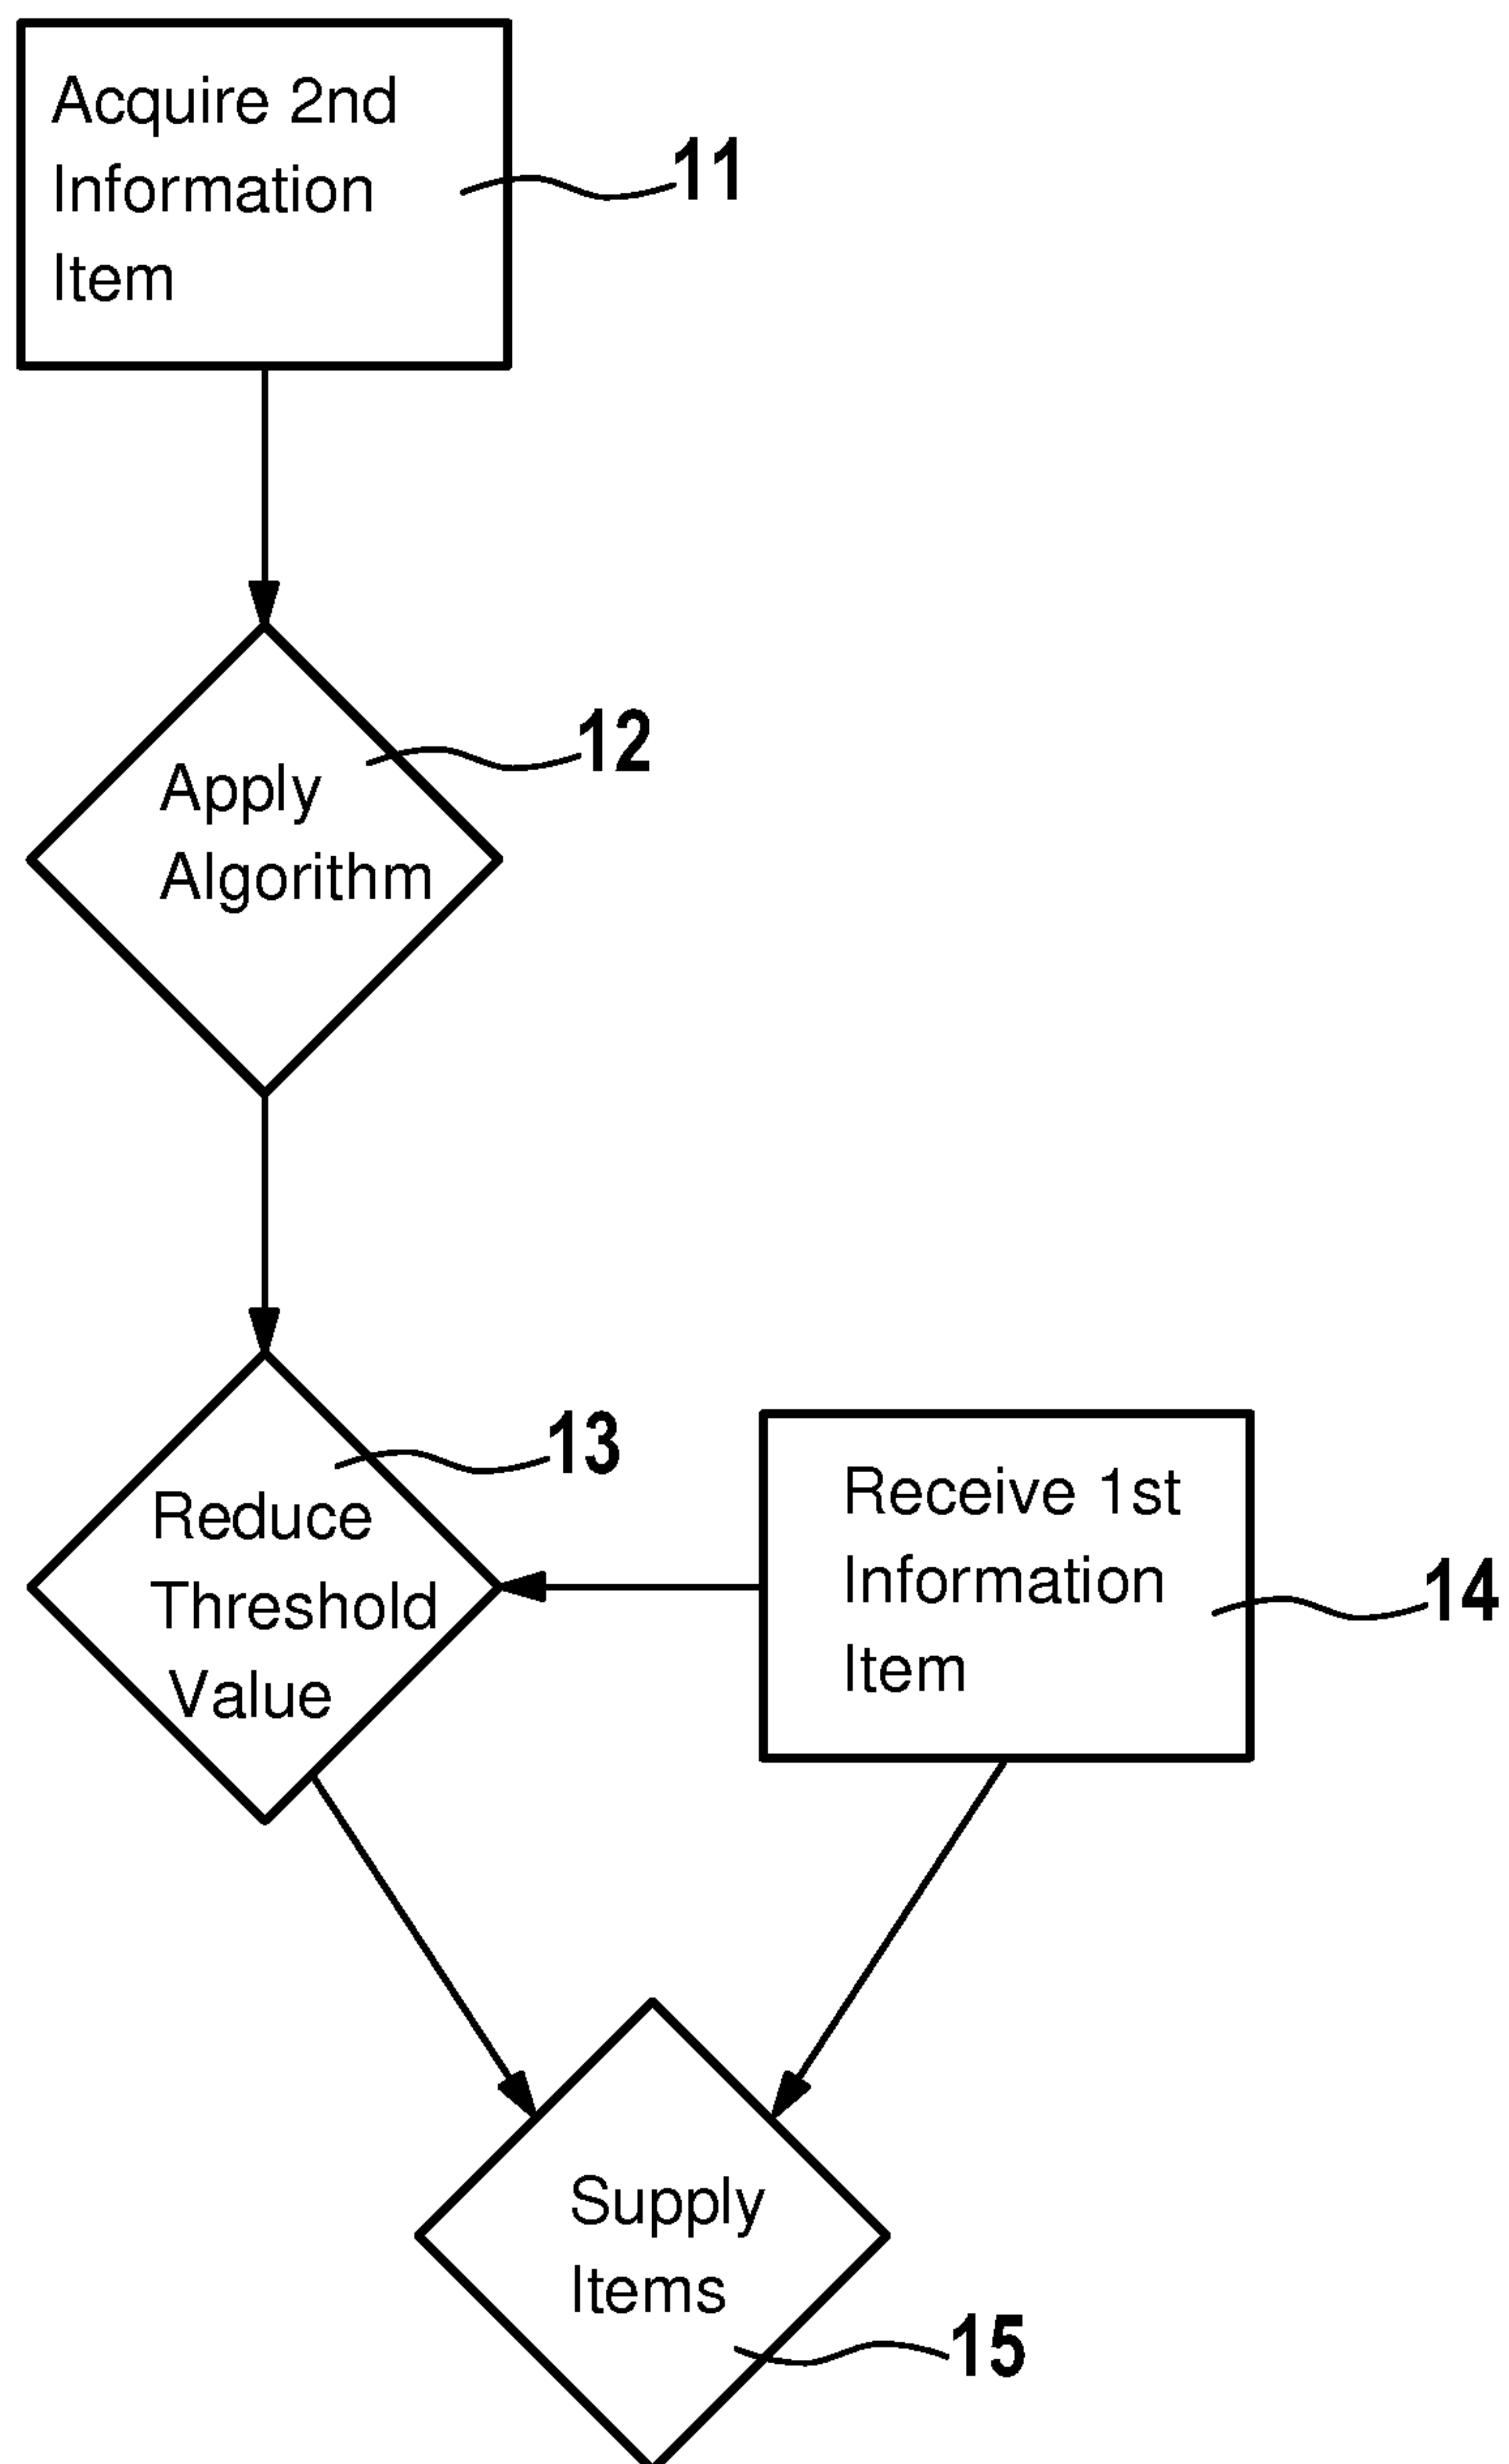 Acquire 2nd
Information
Item
11
12
Apply
Algorithm
13
Reduce
Threshold
Value
Receive 1st
Information
Item
14
Supply
Items
15